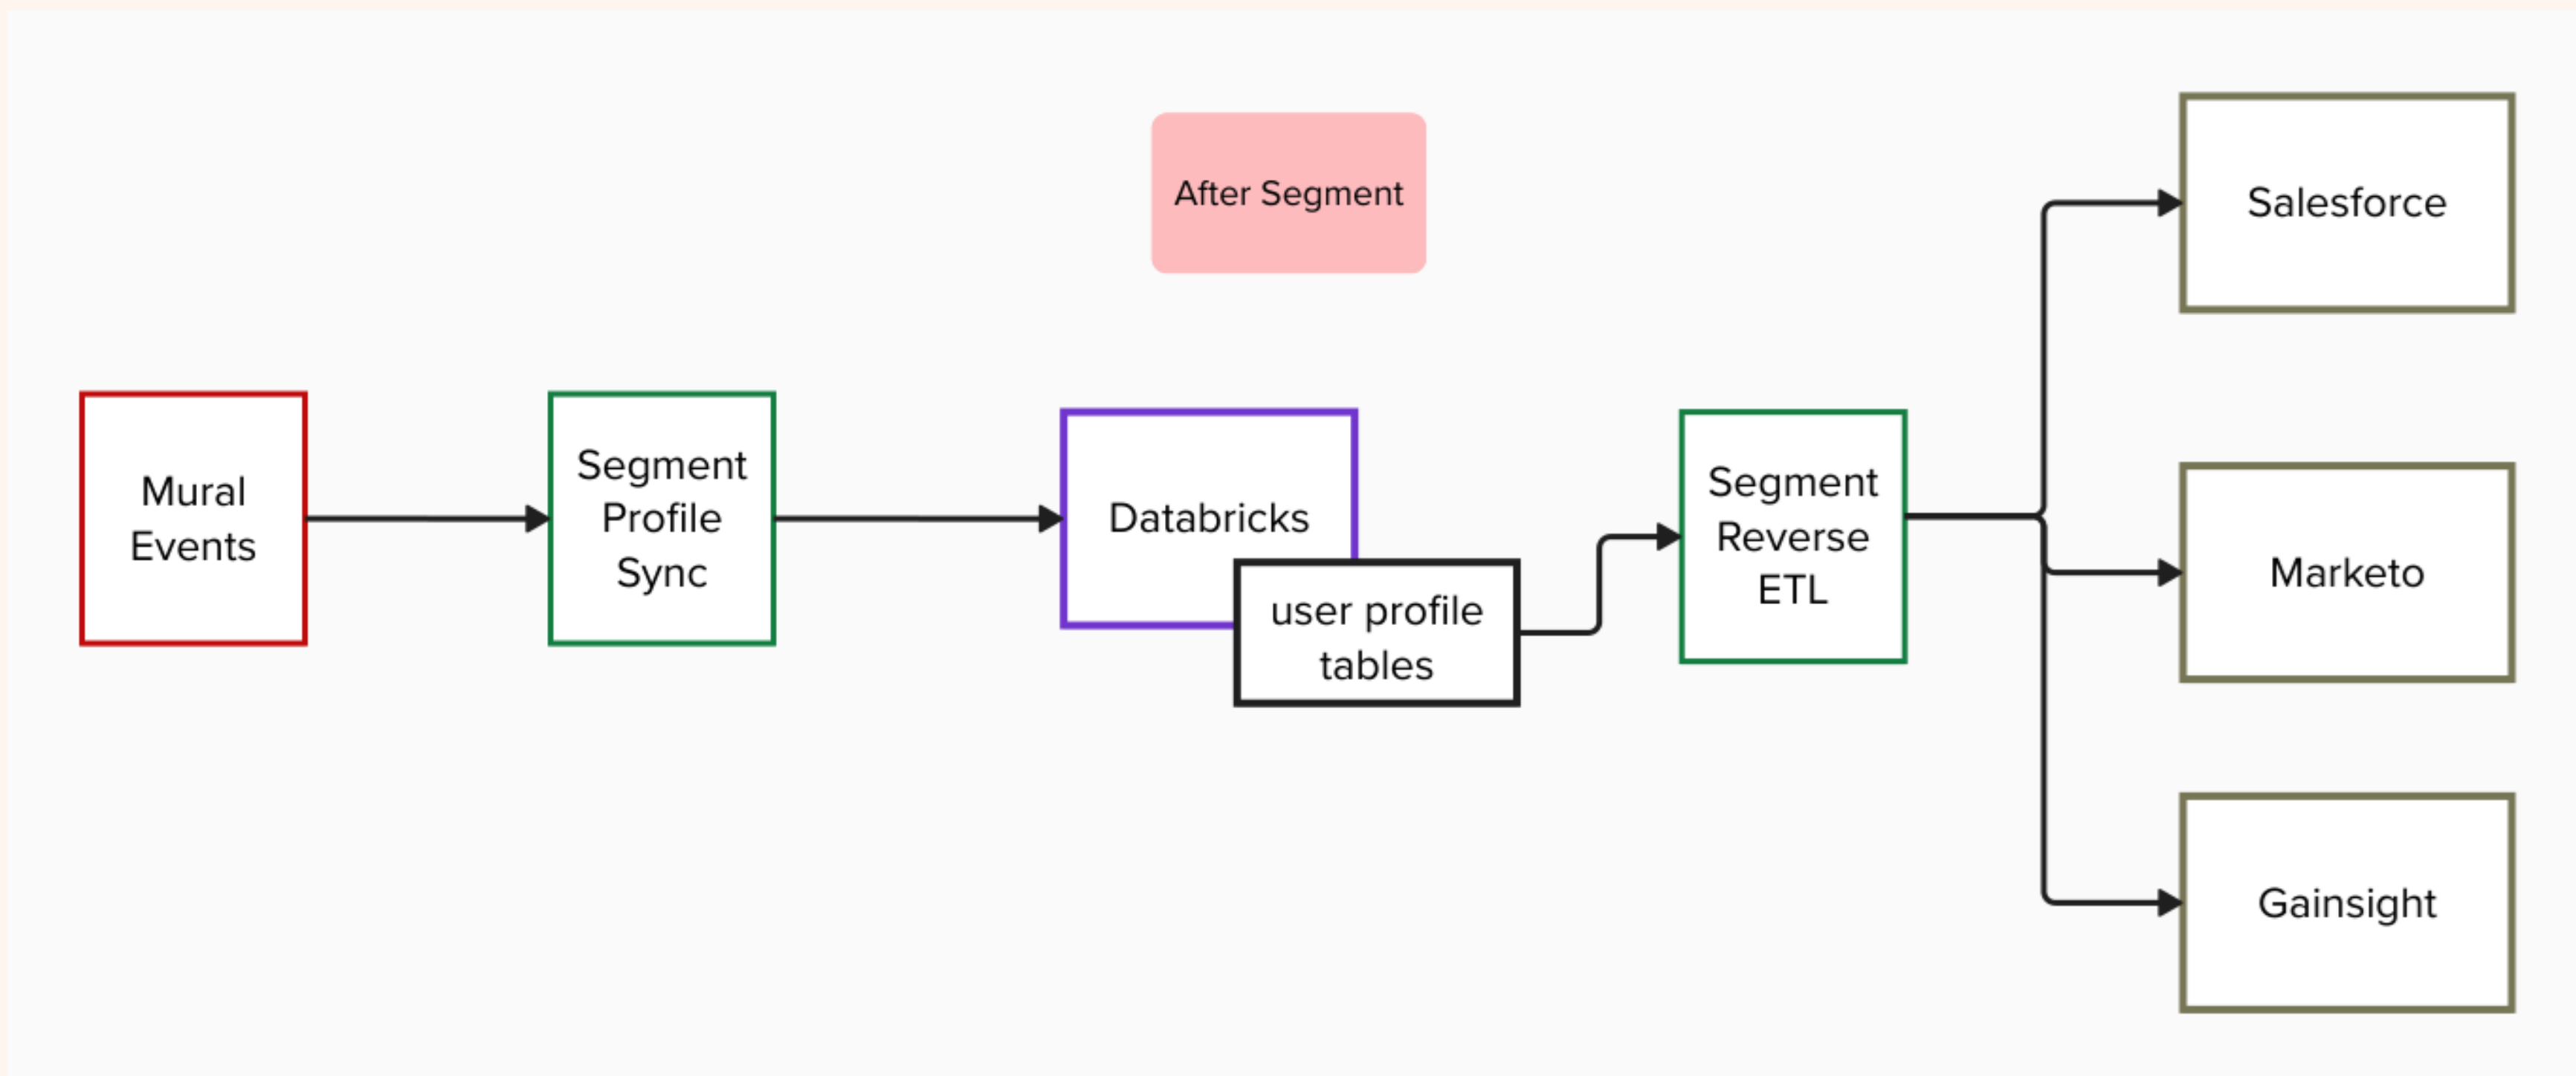 After Segment
Mural
Events
Segment
Profile
Sync
Databricks
user profile
tables
Segment
Reverse
ETL
Salesforce
Marketo
Gainsight